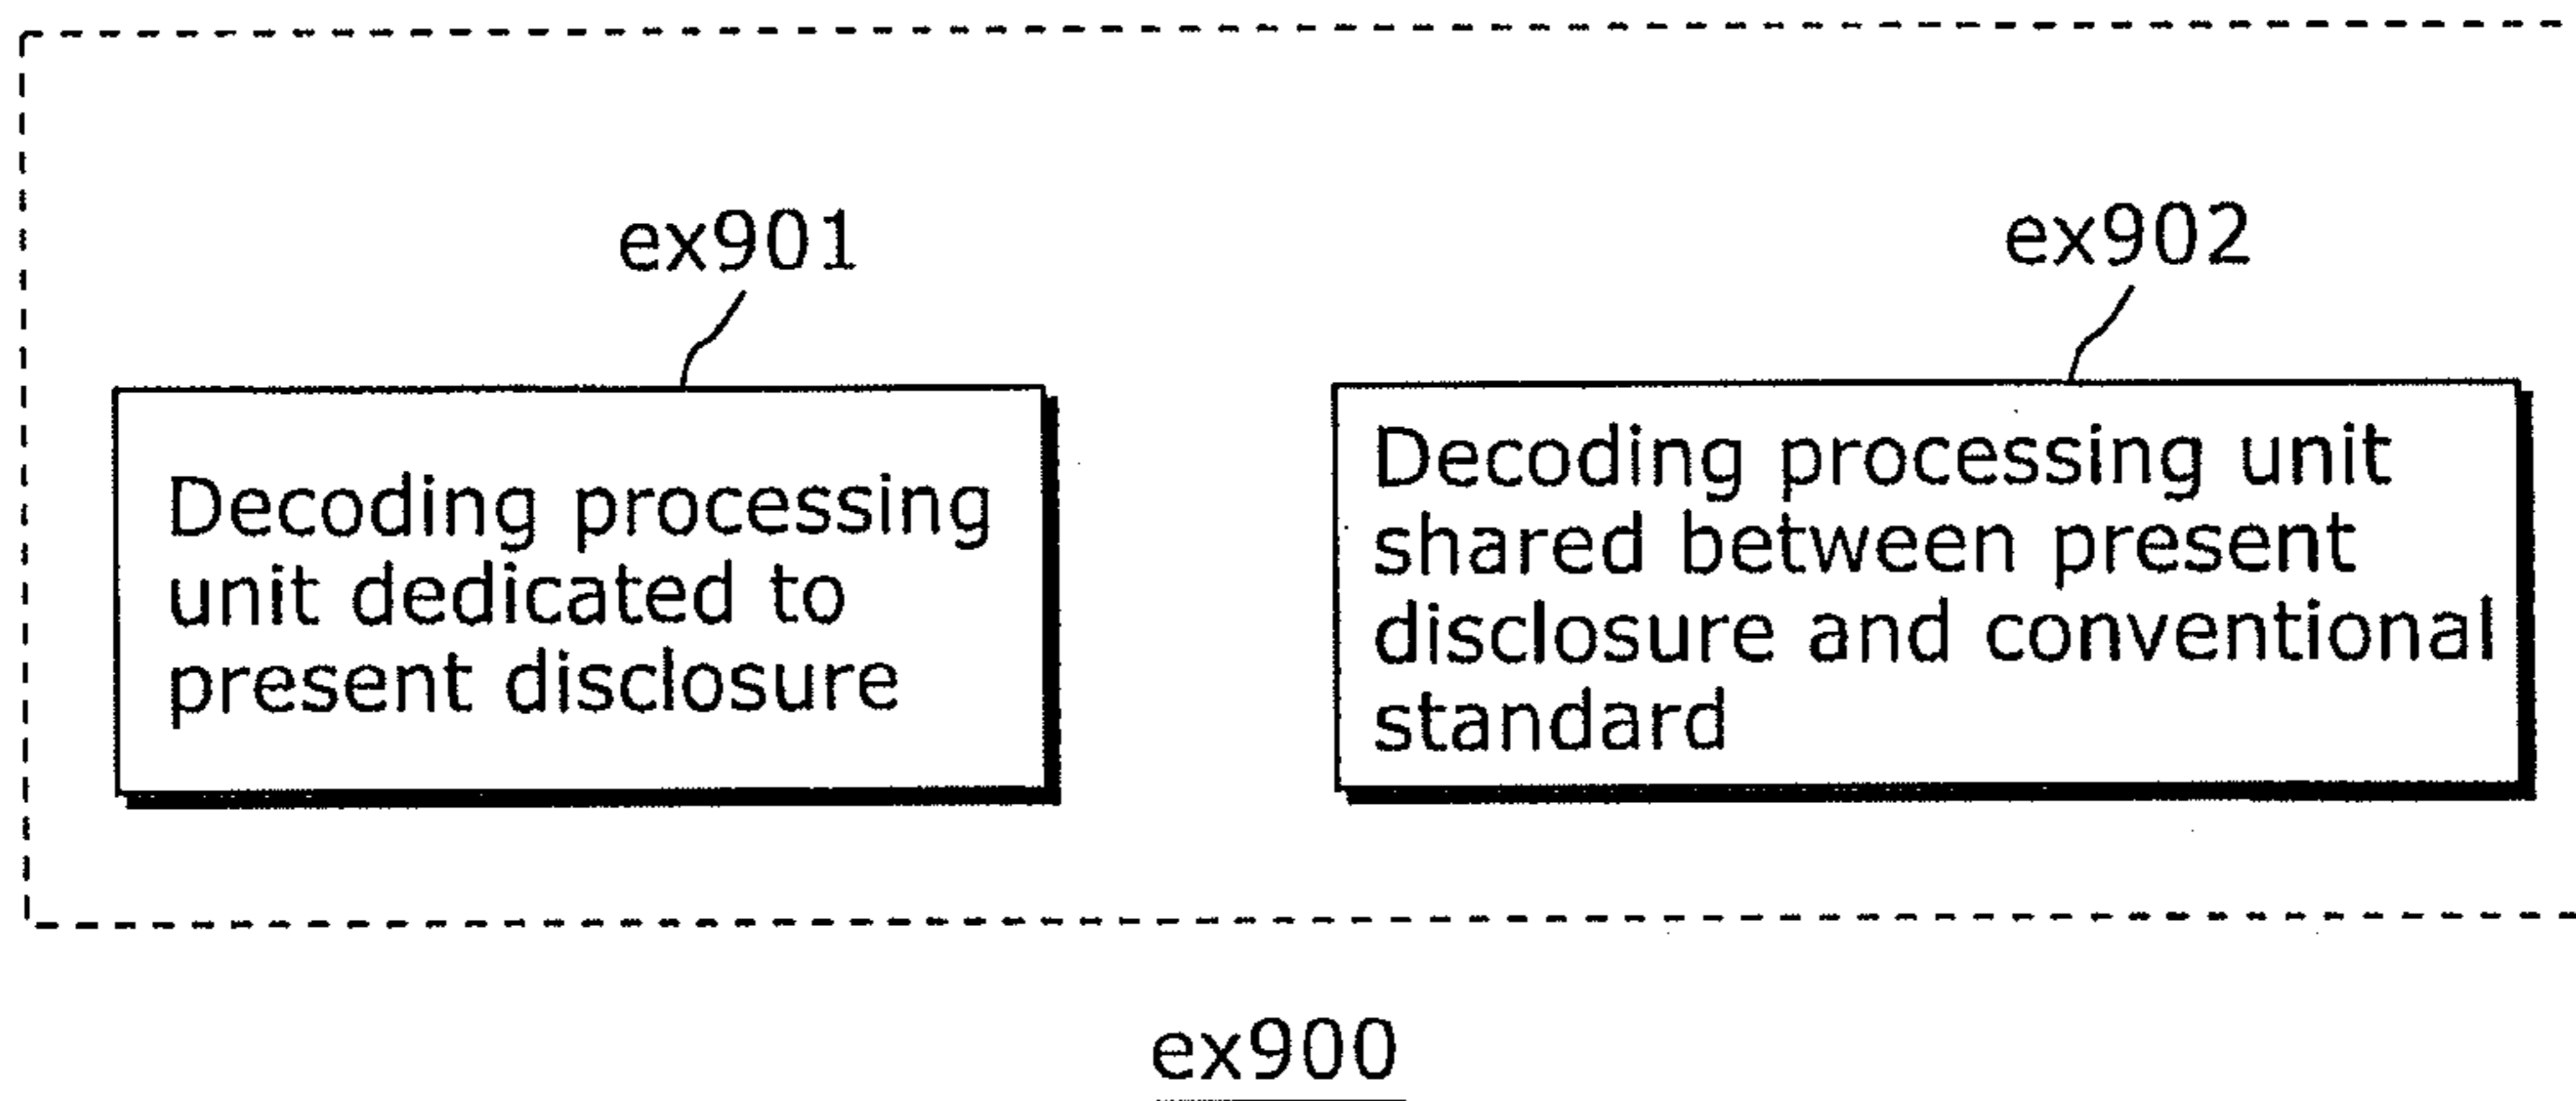 ex901
Decoding processing
unit dedicated to
present disclosure
ex902
Decoding processing unit
shared between present
disclosure and conventional
standard
ex900